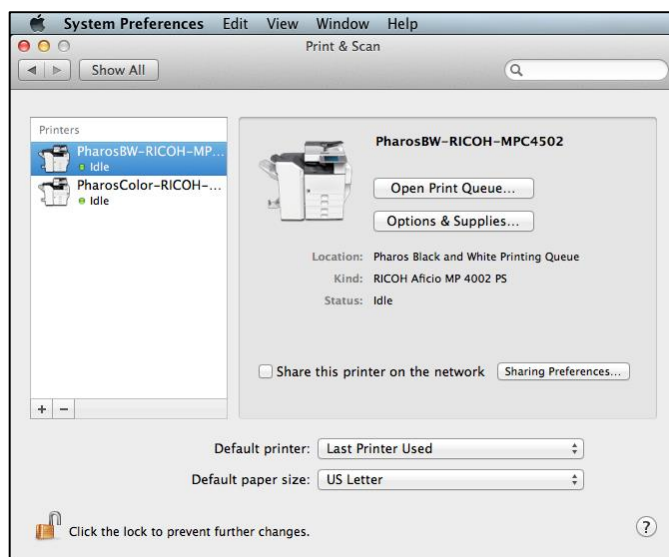 System Preferences Edit View Window Help
Print & Scan
Show All
Printers
PharosBW-RICOH-MP...
Idle
PharosColor-RICOH-...
Idle
PharosBW-RICOH-MPC4502
Open Print Queue...
Options & Supplies...
Location: Pharos Black and White Printing Queue
Kind: RICOH Aficio MP 4002 PS
Status: Idle
Share this printer on the network Sharing Preferences...
+ −
Default printer: Last Printer Used
Default paper size: US Letter
Click the lock to prevent further changes. ?